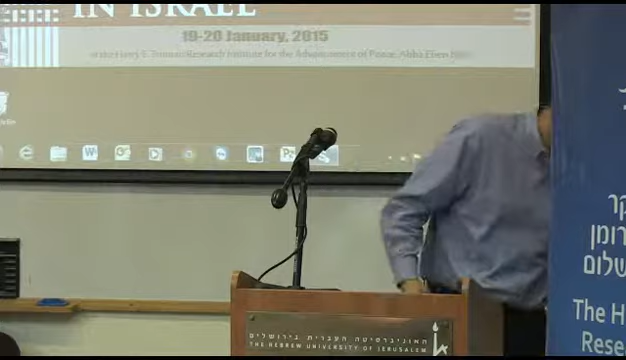 IN ISRAEL
19-20 January, 2015
Research Institute for the Advancement of Peace, Abba Eban
האוניברסיטה העברית בירושלים
THE HEBREW UNIVERSITY OF JERUSALEM
קר
רומן
שלום
The H
Rese